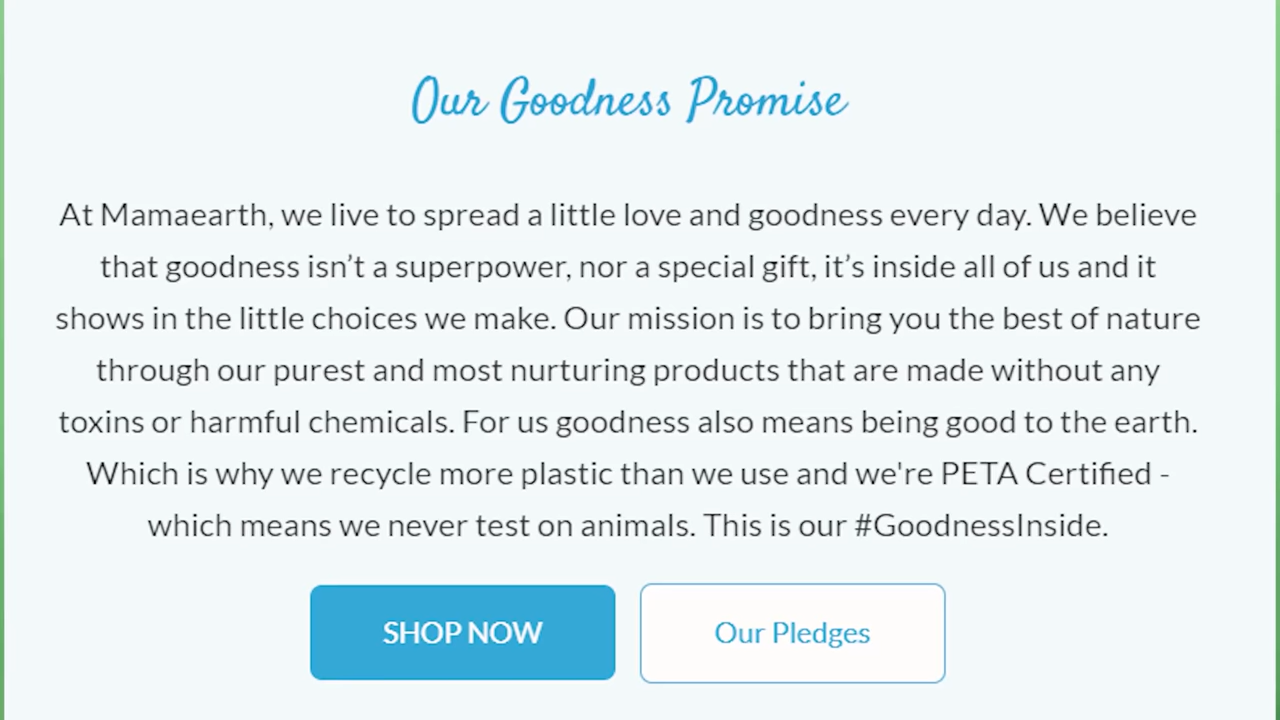 Our Goodness Promise
At Mamaearth, we live to spread a little love and goodness every day. We believe
that goodness isn’t a superpower, nor a special gift, it’s inside all of us and it
shows in the little choices we make. Our mission is to bring you the best of nature
through our purest and most nurturing products that are made without any
toxins or harmful chemicals. For us goodness also means being good to the earth.
Which is why we recycle more plastic than we use and we're PETA Certified -
which means we never test on animals. This is our #GoodnessInside.
SHOP NOW
Our Pledges